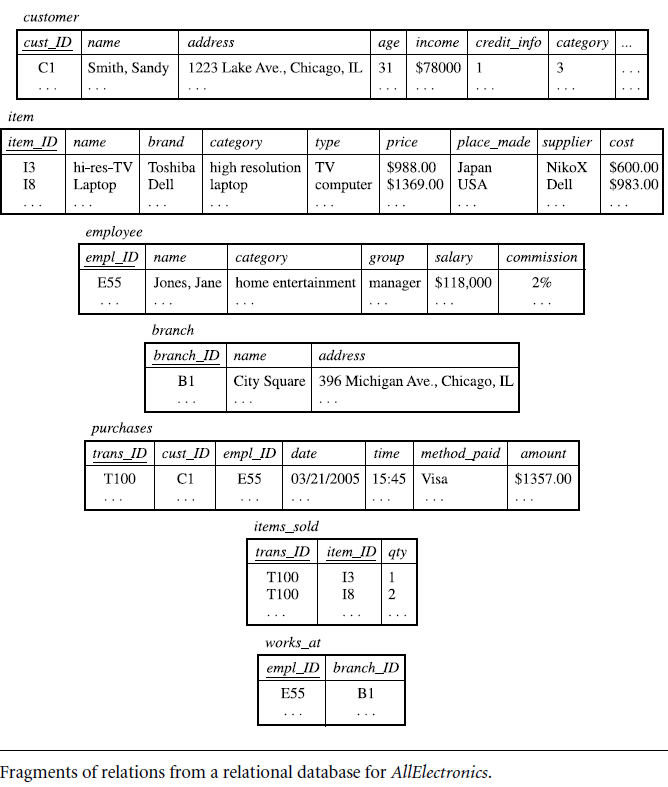 customer
cust_ID name address age income credit_info category ...
C1 Smith, Sandy 1223 Lake Ave., Chicago, IL 31 $78000 1 3 . . .
. . . . . . . . . . . . . . . . . . . . . . . .
item
item_ID name brand category type price place_made supplier cost
I3 hi-res-TV Toshiba high resolution TV $988.00 Japan NikoX $600.00
I8 Laptop Dell laptop computer $1369.00 USA Dell $983.00
. . . . . . . . . . . . . . . . . . . . . . . . . . .
employee
empl_ID name category group salary commission
E55 Jones, Jane home entertainment manager $118,000 2%
. . . . . . . . . . . . . . . . . .
branch
branch_ID name address
B1 City Square 396 Michigan Ave., Chicago, IL
. . . . . . . . .
purchases
trans_ID cust_ID empl_ID date time method_paid amount
T100 C1 E55 03/21/2005 15:45 Visa $1357.00
. . . . . . . . . . . . . . . . . . . . .
items_sold
trans_ID item_ID qty
T100 I3 1
T100 I8 2
. . . . . . . . .
works_at
empl_ID branch_ID
E55 B1
. . . . . .
Fragments of relations from a relational database for AllElectronics.